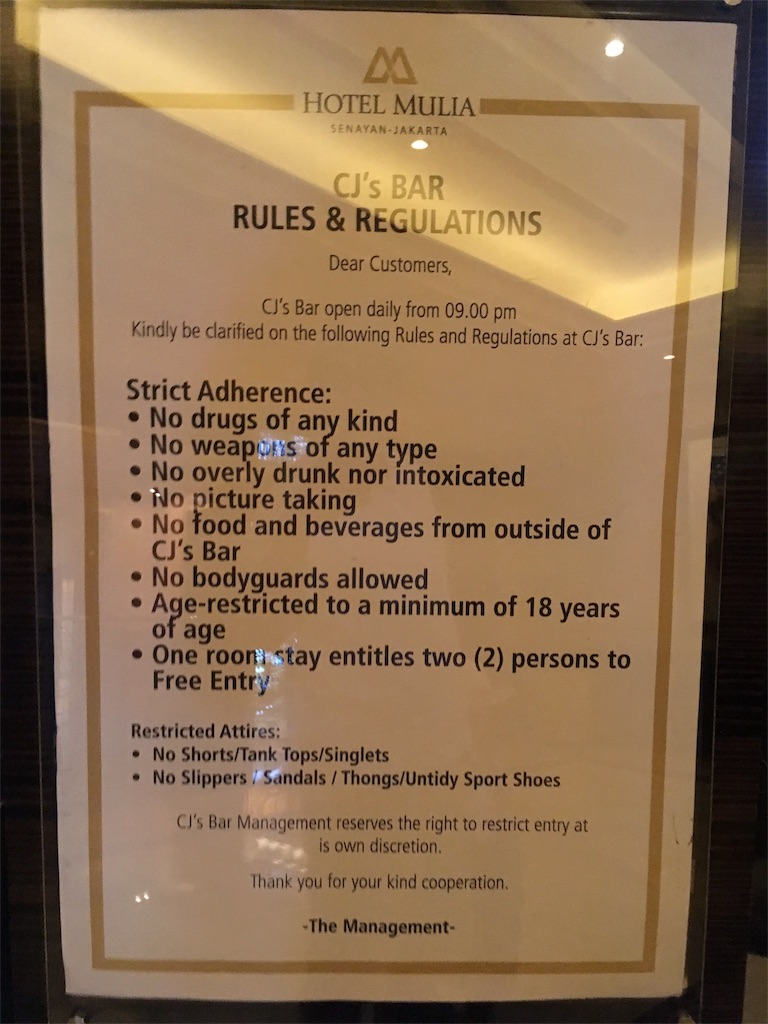 HOTEL MULIA
SENAYAN-JAKARTA
CJ's BAR
RULES & REGULATIONS
Dear Customers,
CJ's Bar open daily from 09.00 pm
Kindly be clarified on the following Rules and Regulations at CJ's Bar:
Strict Adherence:
• No drugs of any kind
• No weapons of any type
• No overly drunk nor intoxicated
• No picture taking
• No food and beverages from outside of
CJ's Bar
• No bodyguards allowed
• Age-restricted to a minimum of 18 years
of age
• One room stay entitles two (2) persons to
Free Entry
Restricted Attires:
• No Shorts/Tank Tops/Singlets
• No Slippers / Sandals / Thongs/Untidy Sport Shoes
CJ's Bar Management reserves the right to restrict entry at
is own discretion.
Thank you for your kind cooperation.
-The Management-